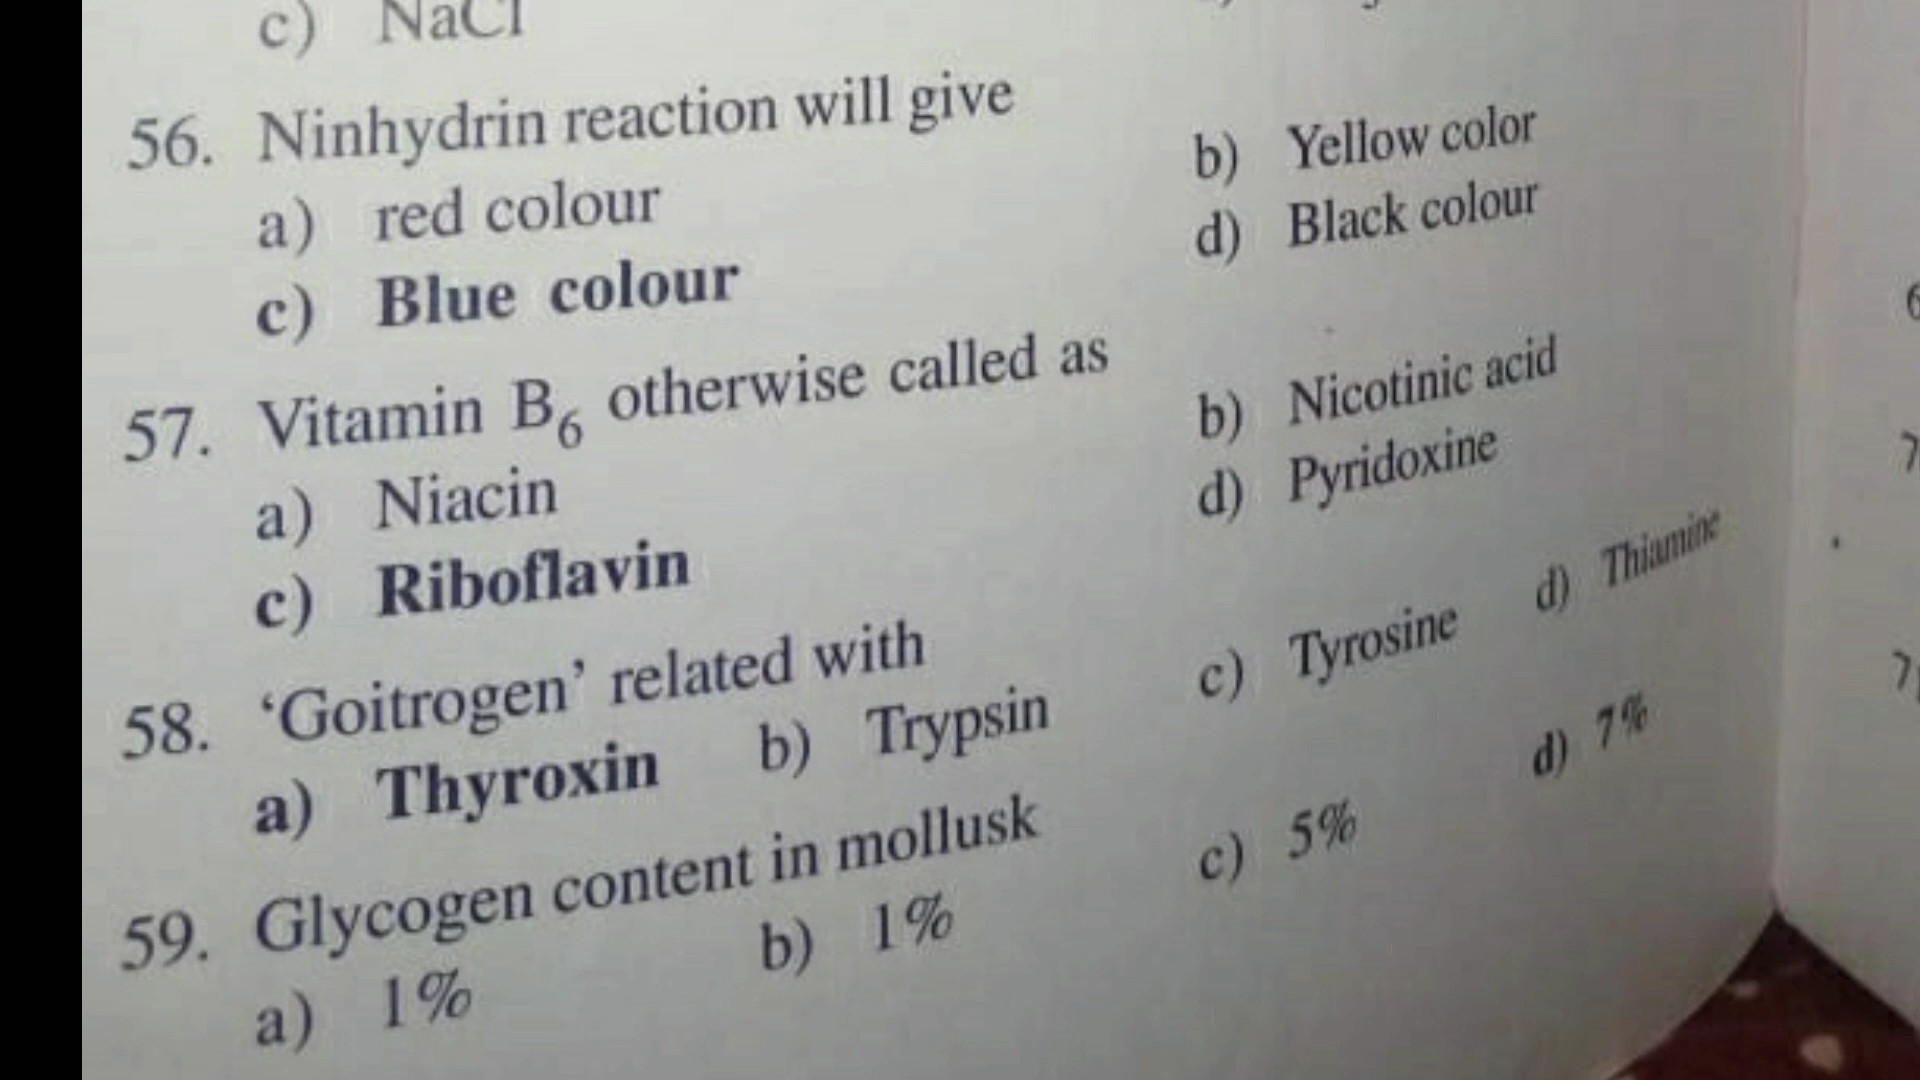 c) NaCl
56. Ninhydrin reaction will give
a) red colour b) Yellow color
c) Blue colour d) Black colour
57. Vitamin B6 otherwise called as
a) Niacin b) Nicotinic acid
c) Riboflavin d) Pyridoxine
58. ‘Goitrogen’ related with
a) Thyroxin b) Trypsin c) Tyrosine d) Thiamine
59. Glycogen content in mollusk
a) 1% b) 1% c) 5% d) 7%